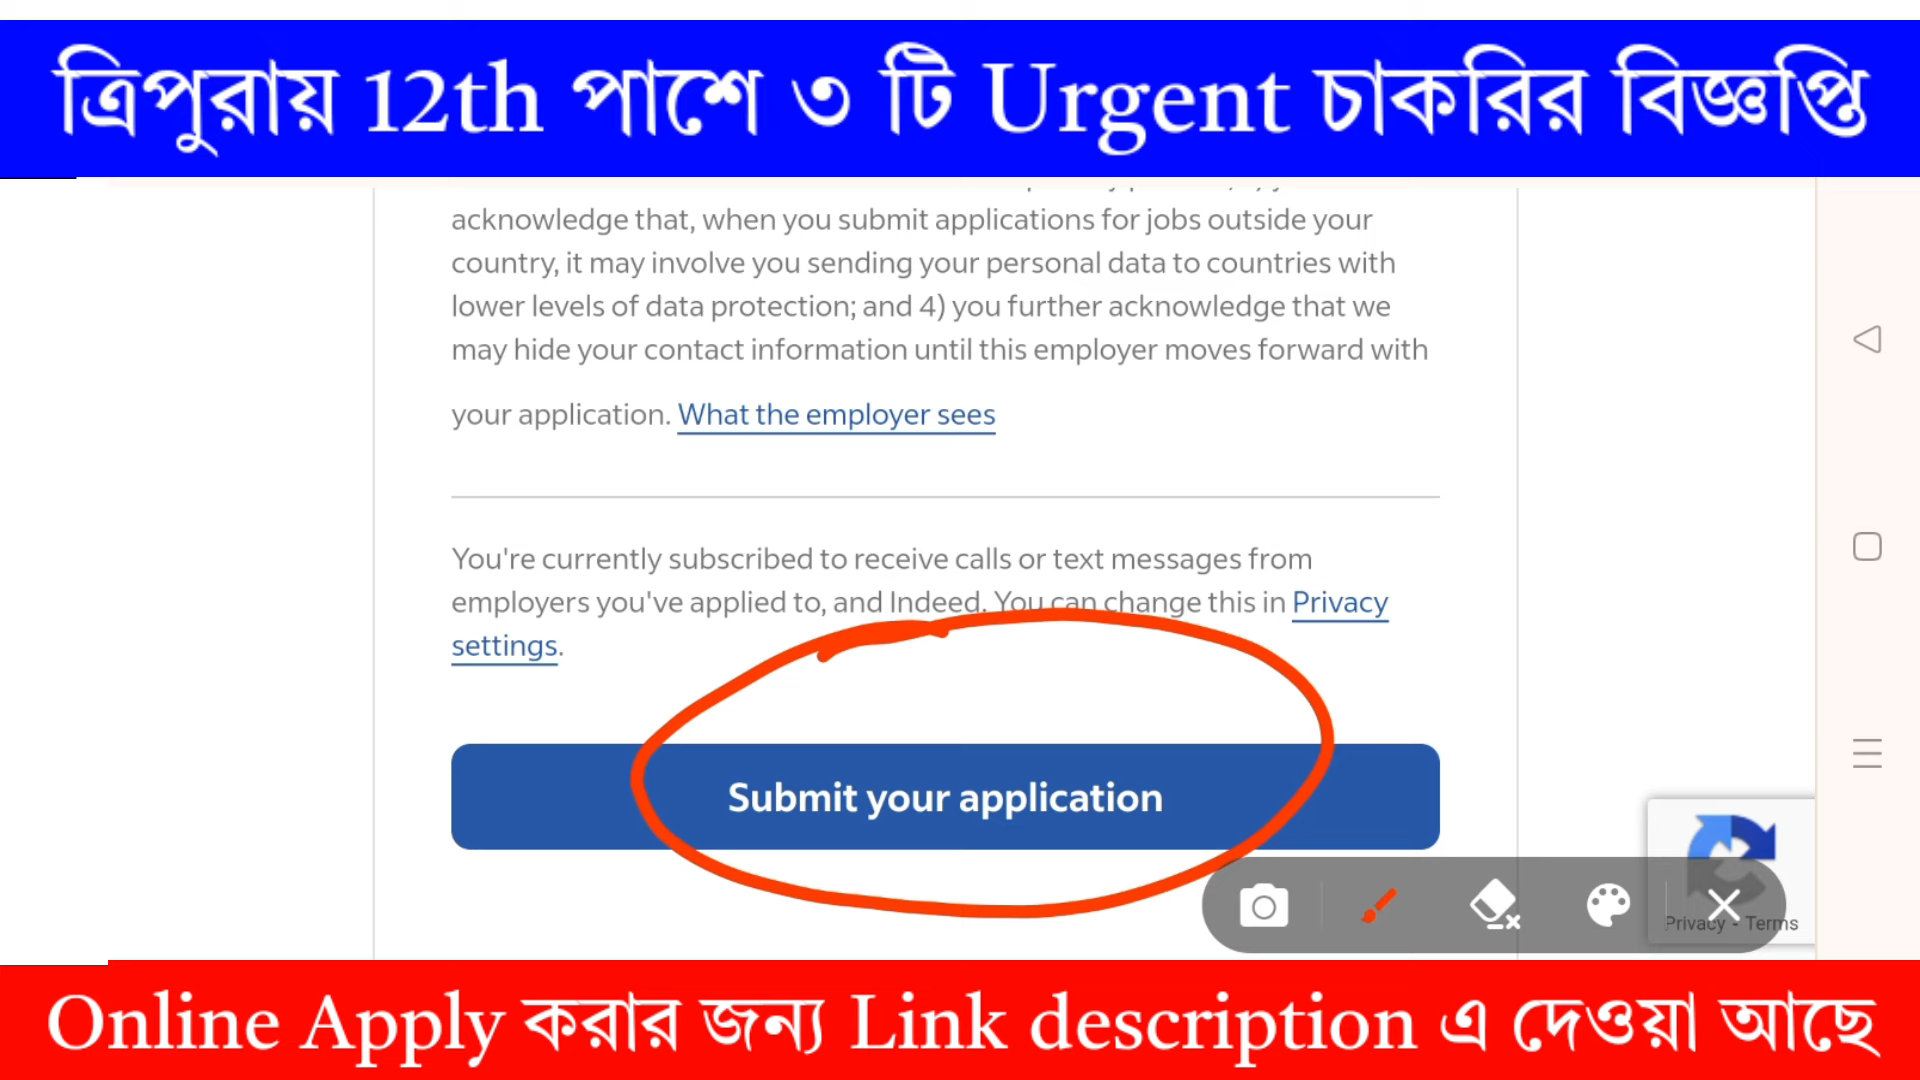 ত্রিপুরায় 12th পাশে ৩ টি Urgent চাকরির বিজ্ঞপ্তি
acknowledge that, when you submit applications for jobs outside your
country, it may involve you sending your personal data to countries with
lower levels of data protection; and 4) you further acknowledge that we
may hide your contact information until this employer moves forward with
your application. What the employer sees
You're currently subscribed to receive calls or text messages from
employers you've applied to, and Indeed. You can change this in Privacy
settings.
Submit your application
Privacy - Terms
Online Apply করার জন্য Link description এ দেওয়া আছে